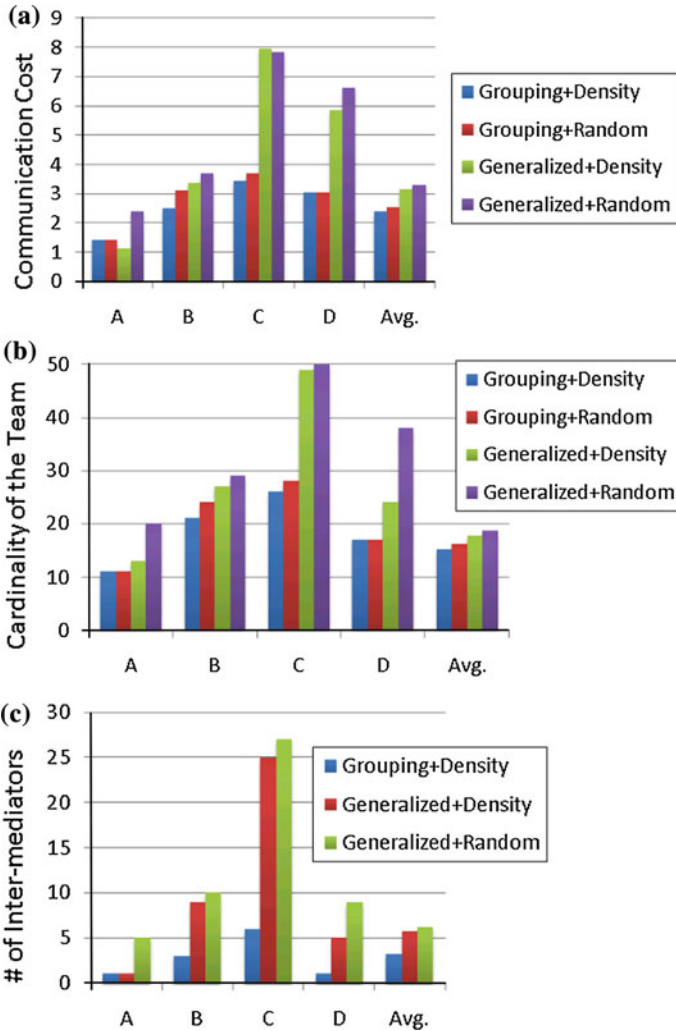 (a)
Communication Cost
9
8
7
6
5
4
3
2
1
0
A B C D Avg.
Grouping+Density
Grouping+Random
Generalized+Density
Generalized+Random
(b)
Cardinality of the Team
50
40
30
20
10
0
A B C D Avg.
Grouping+Density
Grouping+Random
Generalized+Density
Generalized+Random
(c)
# of Inter-mediators
30
25
20
15
10
5
0
A B C D Avg.
Grouping+Density
Generalized+Density
Generalized+Random